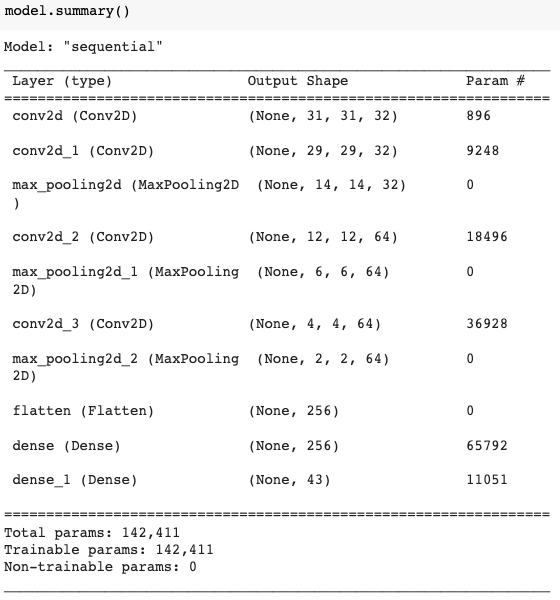 model.summary()
Model: "sequential"
Layer (type) Output Shape Param #
conv2d (Conv2D) (None, 31, 31, 32) 896
conv2d_1 (Conv2D) (None, 29, 29, 32) 9248
max_pooling2d (MaxPooling2D (None, 14, 14, 32) 0
)
conv2d_2 (Conv2D) (None, 12, 12, 64) 18496
max_pooling2d_1 (MaxPooling (None, 6, 6, 64) 0
2D)
conv2d_3 (Conv2D) (None, 4, 4, 64) 36928
max_pooling2d_2 (MaxPooling (None, 2, 2, 64) 0
2D)
flatten (Flatten) (None, 256) 0
dense (Dense) (None, 256) 65792
dense_1 (Dense) (None, 43) 11051
Total params: 142,411
Trainable params: 142,411
Non-trainable params: 0